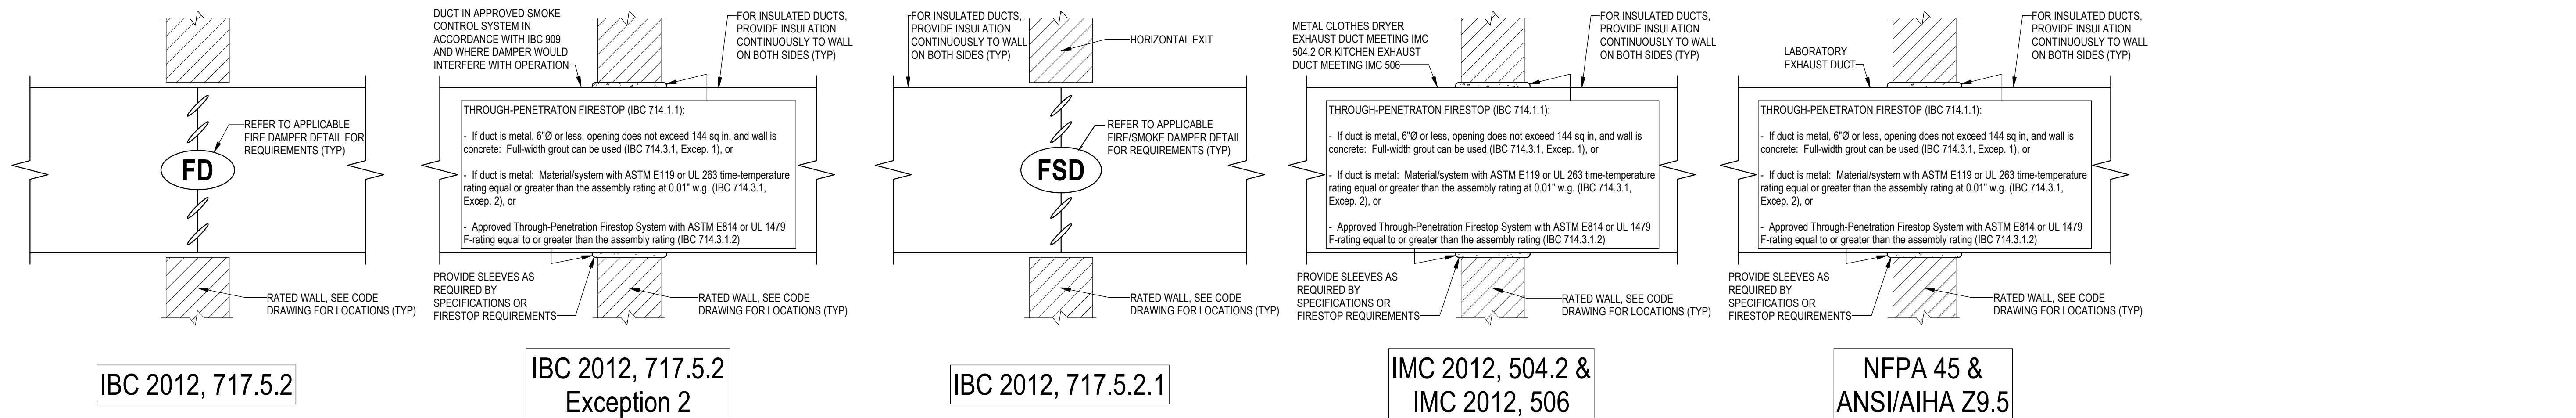 REFER TO APPLICABLE
FIRE DAMPER DETAIL FOR
REQUIREMENTS (TYP)
FD
RATED WALL, SEE CODE
DRAWING FOR LOCATIONS (TYP)
IBC 2012, 717.5.2
DUCT IN APPROVED SMOKE
CONTROL SYSTEM IN
ACCORDANCE WITH IBC 909
AND WHERE DAMPER WOULD
INTERFERE WITH OPERATION
FOR INSULATED DUCTS,
PROVIDE INSULATION
CONTINUOUSLY TO WALL
ON BOTH SIDES (TYP)
THROUGH-PENETRATON FIRESTOP (IBC 714.1.1):
- If duct is metal, 6"Ø or less, opening does not exceed 144 sq in, and wall is
concrete: Full-width grout can be used (IBC 714.3.1, Excep. 1), or
- If duct is metal: Material/system with ASTM E119 or UL 263 time-temperature
rating equal or greater than the assembly rating at 0.01" w.g. (IBC 714.3.1,
Excep. 2), or
- Approved Through-Penetration Firestop System with ASTM E814 or UL 1479
F-rating equal to or greater than the assembly rating (IBC 714.3.1.2)
PROVIDE SLEEVES AS
REQUIRED BY
SPECIFICATIONS OR
FIRESTOP REQUIREMENTS
RATED WALL, SEE CODE
DRAWING FOR LOCATIONS (TYP)
IBC 2012, 717.5.2
Exception 2
FOR INSULATED DUCTS,
PROVIDE INSULATION
CONTINUOUSLY TO WALL
ON BOTH SIDES (TYP)
HORIZONTAL EXIT
REFER TO APPLICABLE
FIRE/SMOKE DAMPER DETAIL
FOR REQUIREMENTS (TYP)
FSD
RATED WALL, SEE CODE
DRAWING FOR LOCATIONS (TYP)
IBC 2012, 717.5.2.1
METAL CLOTHES DRYER
EXHAUST DUCT MEETING IMC
504.2 OR KITCHEN EXHAUST
DUCT MEETING IMC 506
FOR INSULATED DUCTS,
PROVIDE INSULATION
CONTINUOUSLY TO WALL
ON BOTH SIDES (TYP)
THROUGH-PENETRATON FIRESTOP (IBC 714.1.1):
- If duct is metal, 6"Ø or less, opening does not exceed 144 sq in, and wall is
concrete: Full-width grout can be used (IBC 714.3.1, Excep. 1), or
- If duct is metal: Material/system with ASTM E119 or UL 263 time-temperature
rating equal or greater than the assembly rating at 0.01" w.g. (IBC 714.3.1,
Excep. 2), or
- Approved Through-Penetration Firestop System with ASTM E814 or UL 1479
F-rating equal to or greater than the assembly rating (IBC 714.3.1.2)
PROVIDE SLEEVES AS
REQUIRED BY
SPECIFICATIONS OR
FIRESTOP REQUIREMENTS
RATED WALL, SEE CODE
DRAWING FOR LOCATIONS (TYP)
IMC 2012, 504.2 &
IMC 2012, 506
LABORATORY
EXHAUST DUCT
FOR INSULATED DUCTS,
PROVIDE INSULATION
CONTINUOUSLY TO WALL
ON BOTH SIDES (TYP)
THROUGH-PENETRATON FIRESTOP (IBC 714.1.1):
- If duct is metal, 6"Ø or less, opening does not exceed 144 sq in, and wall is
concrete: Full-width grout can be used (IBC 714.3.1, Excep. 1), or
- If duct is metal: Material/system with ASTM E119 or UL 263 time-temperature
rating equal or greater than the assembly rating at 0.01" w.g. (IBC 714.3.1,
Excep. 2), or
- Approved Through-Penetration Firestop System with ASTM E814 or UL 1479
F-rating equal to or greater than the assembly rating (IBC 714.3.1.2)
PROVIDE SLEEVES AS
REQUIRED BY
SPECIFICATIOS OR
FIRESTOP REQUIREMENTS
RATED WALL, SEE CODE
DRAWING FOR LOCATIONS (TYP)
NFPA 45 &
ANSI/AIHA Z9.5